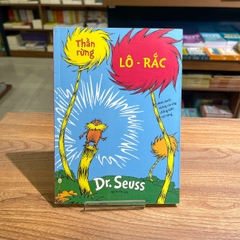 Thần rừng
LÔ - RẮC
Dr. Seuss